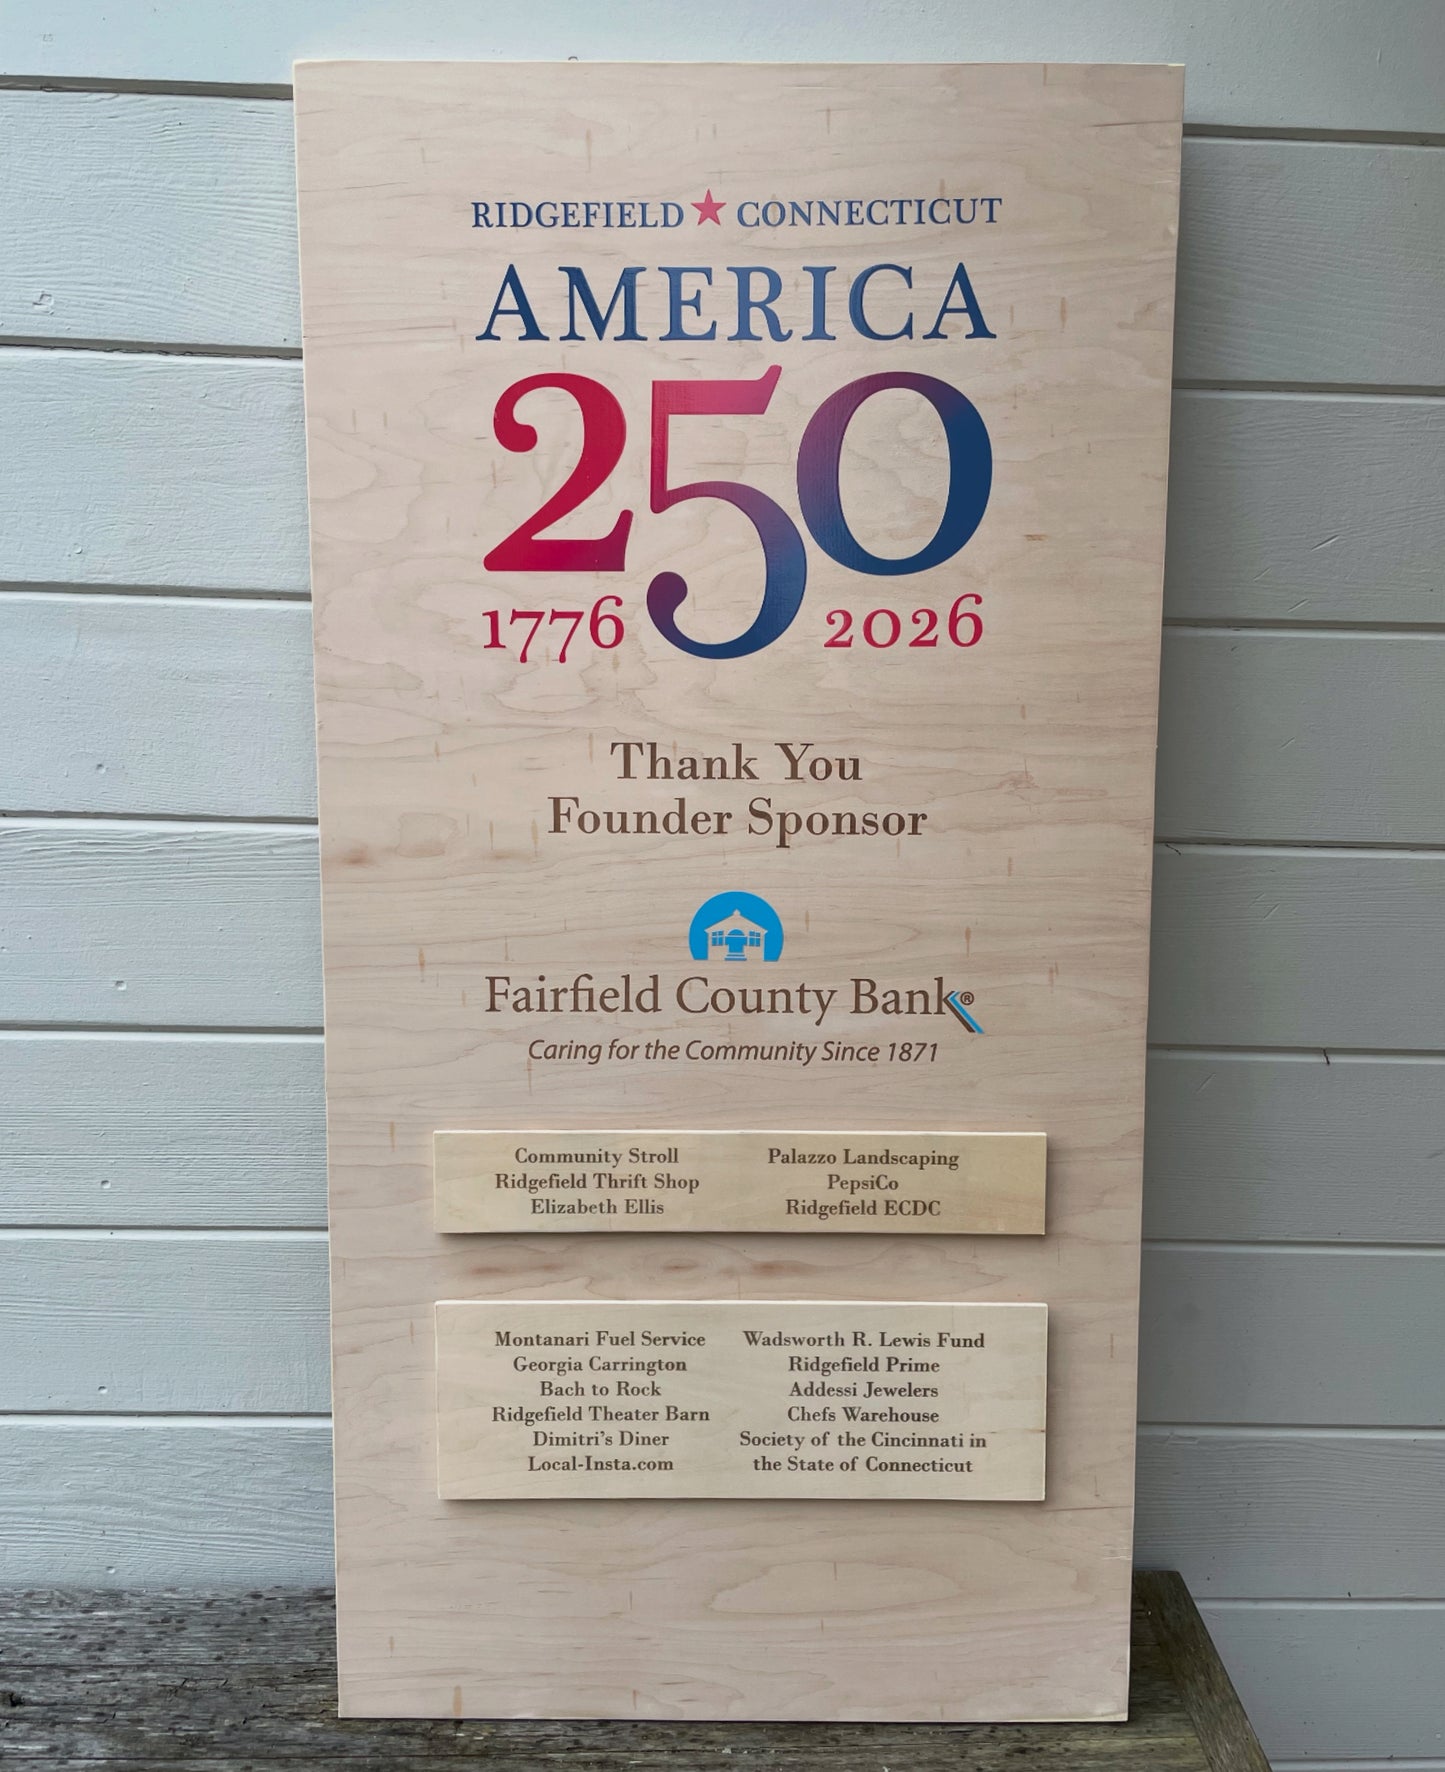 RIDGEFIELD ★ CONNECTICUT
AMERICA
250
1776 2026
Thank You
Founder Sponsor
Fairfield County Bank®
Caring for the Community Since 1871
Community Stroll
Ridgefield Thrift Shop
Elizabeth Ellis
Palazzo Landscaping
PepsiCo
Ridgefield ECDC
Montanari Fuel Service
Georgia Carrington
Bach to Rock
Ridgefield Theater Barn
Dimitri's Diner
Local-Insta.com
Wadsworth R. Lewis Fund
Ridgefield Prime
Addessi Jewelers
Chefs Warehouse
Society of the Cincinnati in
the State of Connecticut